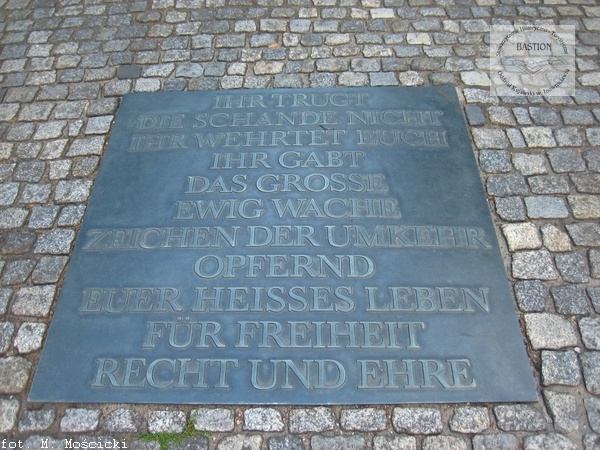 BASTION
IHR TRUGT
DIE SCHANDE NICHT
IHR WEHRTET EUCH
IHR GABT
DAS GROSSE
EWIG WACHE
ZEICHEN DER UMKEHR
OPFERND
EUER HEISSES LEBEN
FÜR FREIHEIT
RECHT UND EHRE
fot. M. Mościcki